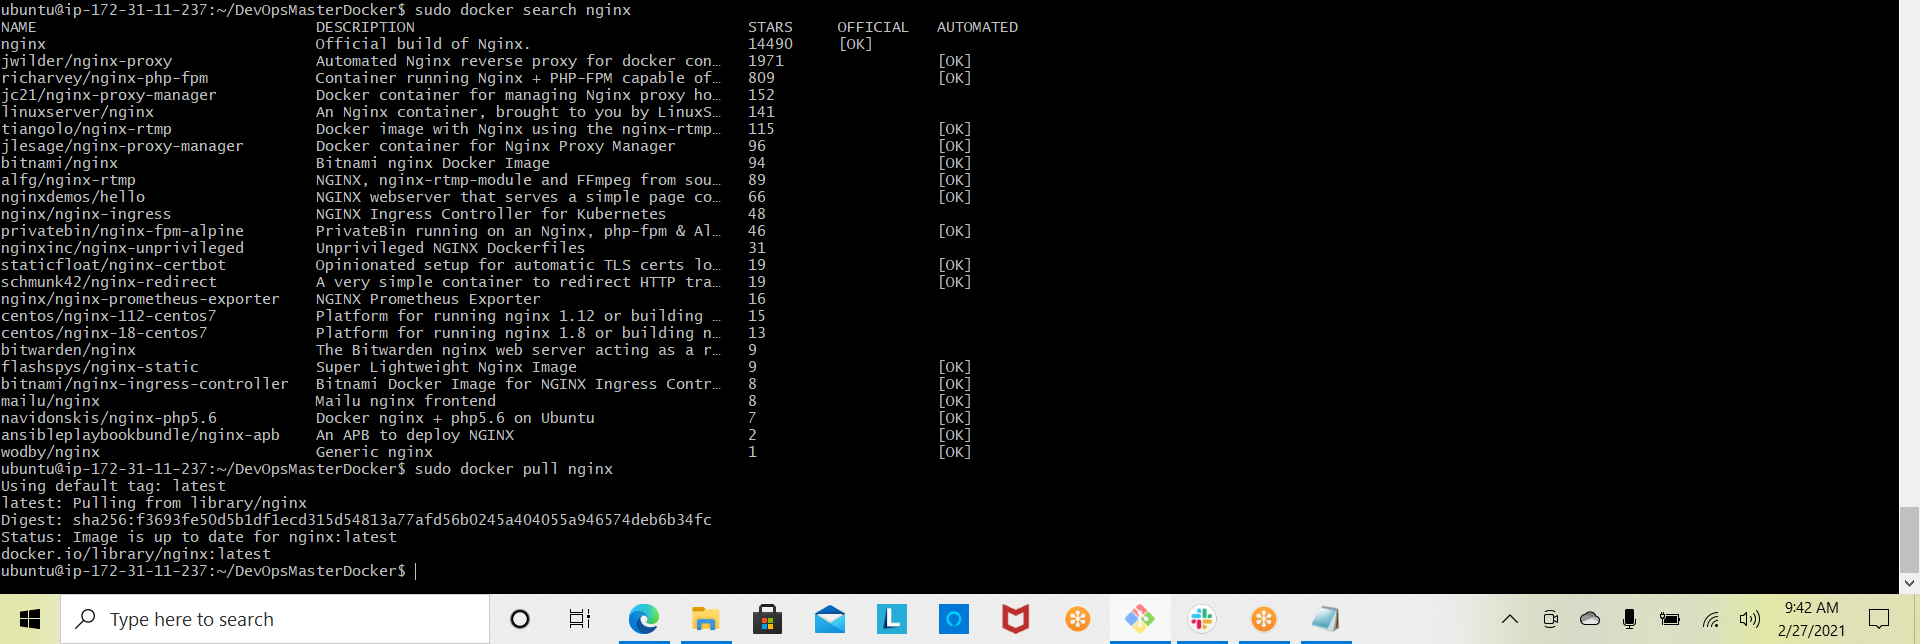 ubuntu@ip-172-31-11-237:~/DevOpsMasterDocker$ sudo docker search nginx
NAME DESCRIPTION STARS OFFICIAL AUTOMATED
nginx Official build of Nginx. 14490 [OK]
jwilder/nginx-proxy Automated Nginx reverse proxy for docker con… 1971 [OK]
richarvey/nginx-php-fpm Container running Nginx + PHP-FPM capable of… 809 [OK]
jc21/nginx-proxy-manager Docker container for managing Nginx proxy ho… 152
linuxserver/nginx An Nginx container, brought to you by LinuxS… 141
tiangolo/nginx-rtmp Docker image with Nginx using the nginx-rtmp… 115 [OK]
jlesage/nginx-proxy-manager Docker container for Nginx Proxy Manager 96 [OK]
bitnami/nginx Bitnami nginx Docker Image 94 [OK]
alfg/nginx-rtmp NGINX, nginx-rtmp-module and FFmpeg from sou… 89 [OK]
nginxdemos/hello NGINX webserver that serves a simple page co… 66 [OK]
nginx/nginx-ingress NGINX Ingress Controller for Kubernetes 48
privatebin/nginx-fpm-alpine PrivateBin running on an Nginx, php-fpm & Al… 46 [OK]
nginxinc/nginx-unprivileged Unprivileged NGINX Dockerfiles 31
staticfloat/nginx-certbot Opinionated setup for automatic TLS certs lo… 19 [OK]
schmunk42/nginx-redirect A very simple container to redirect HTTP tra… 19 [OK]
nginx/nginx-prometheus-exporter NGINX Prometheus Exporter 16
centos/nginx-112-centos7 Platform for running nginx 1.12 or building … 15
centos/nginx-18-centos7 Platform for running nginx 1.8 or building n… 13
bitwarden/nginx The Bitwarden nginx web server acting as a r… 9
flashspys/nginx-static Super Lightweight Nginx Image 9 [OK]
bitnami/nginx-ingress-controller Bitnami Docker Image for NGINX Ingress Contr… 8 [OK]
mailu/nginx Mailu nginx frontend 8 [OK]
navidonskis/nginx-php5.6 Docker nginx + php5.6 on Ubuntu 7 [OK]
ansibleplaybookbundle/nginx-apb An APB to deploy NGINX 2 [OK]
wodby/nginx Generic nginx 1 [OK]
ubuntu@ip-172-31-11-237:~/DevOpsMasterDocker$ sudo docker pull nginx
Using default tag: latest
latest: Pulling from library/nginx
Digest: sha256:f3693fe50d5b1df1ecd315d54813a77afd56b0245a404055a946574deb6b34fc
Status: Image is up to date for nginx:latest
docker.io/library/nginx:latest
ubuntu@ip-172-31-11-237:~/DevOpsMasterDocker$
Type here to search
L
9:42 AM
2/27/2021